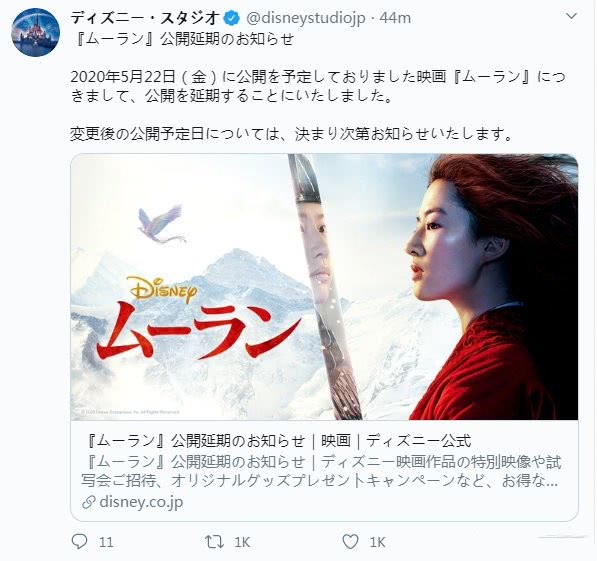 ディズニー・スタジオ @disneystudiojp · 44m
『ムーラン』公開延期のお知らせ
2020年5月22日（金）に公開を予定しておりました映画『ムーラン』につ
きまして、公開を延期することにいたしました。
変更後の公開予定日については、決まり次第お知らせいたします。
Disney
ムーラン
© 2020 Disney Enterprises, Inc. All Rights Reserved.
『ムーラン』公開延期のお知らせ｜映画｜ディズニー公式
『ムーラン』公開延期のお知らせ｜ディズニー映画作品の特別映像や試
写会ご招待、オリジナルグッズプレゼントキャンペーンなど、お得な...
disney.co.jp
11 1K 1K